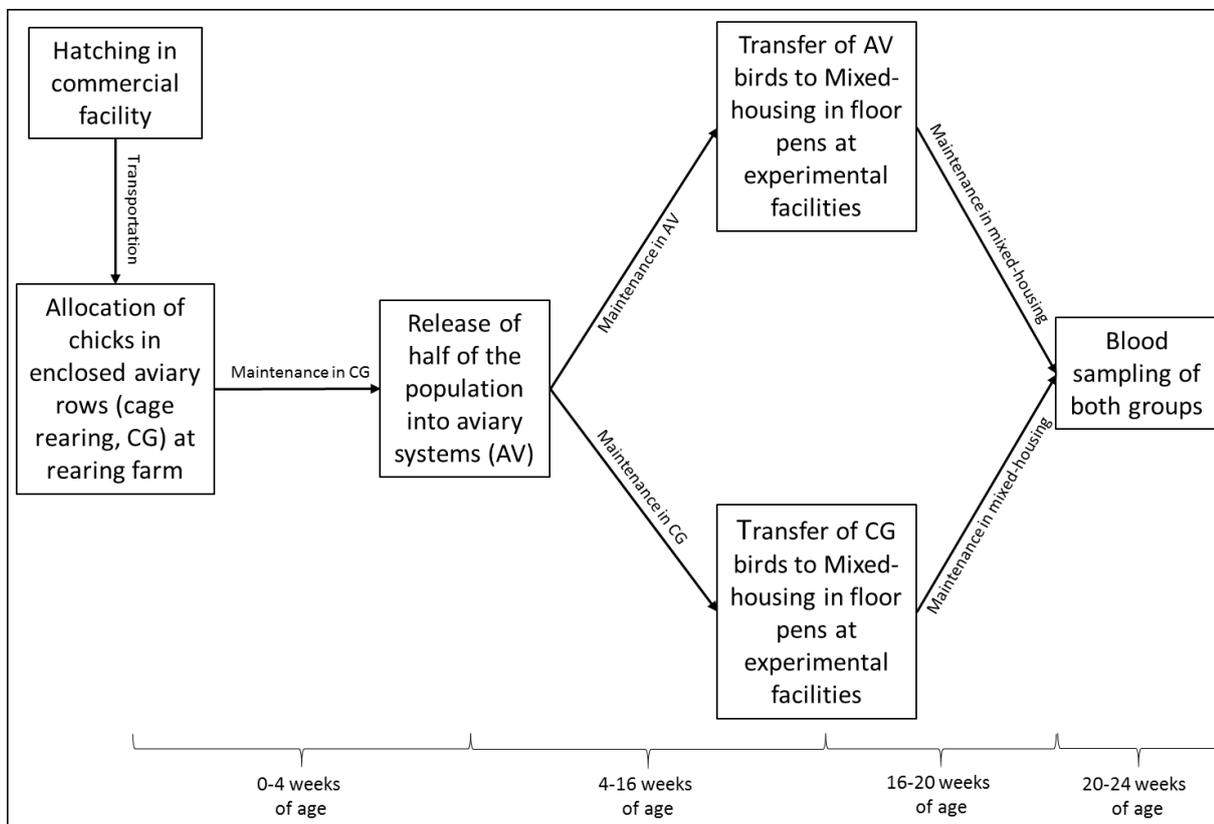 Hatching in
commercial
facility
Transportation
Allocation of
chicks in
enclosed aviary
rows (cage
rearing, CG) at
rearing farm
Maintenance in CG
Release of
half of the
population
into aviary
systems (AV)
Maintenance in AV
Maintenance in CG
Transfer of AV
birds to Mixed-
housing in floor
pens at
experimental
facilities
Transfer of CG
birds to Mixed-
housing in floor
pens at
experimental
facilities
Maintenance in mixed-housing
Maintenance in mixed-housing
Blood
sampling of
both groups
0-4 weeks
of age
4-16 weeks
of age
16-20 weeks
of age
20-24 weeks
of age